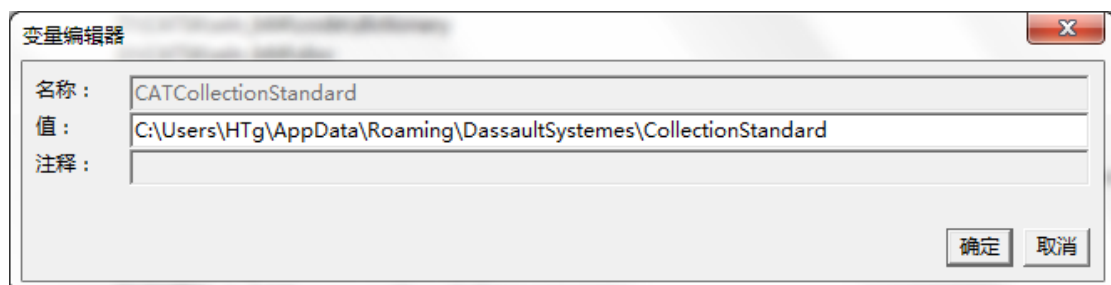 变量编辑器
名称：
CATCollectionStandard
值：
C:\Users\HTg\AppData\Roaming\DassaultSystemes\CollectionStandard
注释：
确定
取消